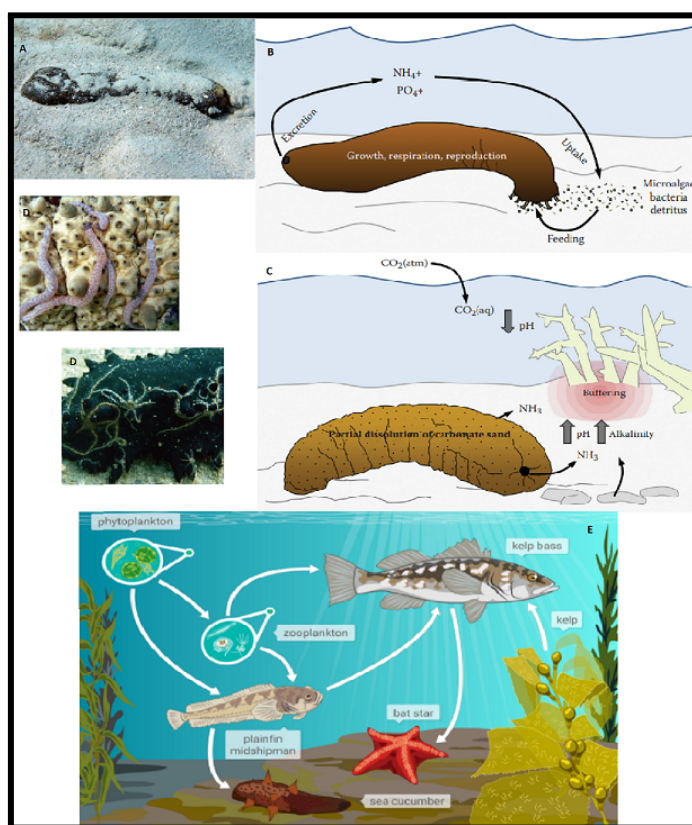 A
B
NH₄+
PO₄+
Excretion
Uptake
Growth, respiration, reproduction
Microalgae
bacteria
detritus
Feeding
D
C
CO₂(atm)
CO₂(aq)
pH
Buffering
NH₃
Partial dissolution of carbonate sand
pH
Alkalinity
NH₃
D
E
phytoplankton
kelp bass
zooplankton
kelp
plainfin
midshipman
bat star
sea cucumber